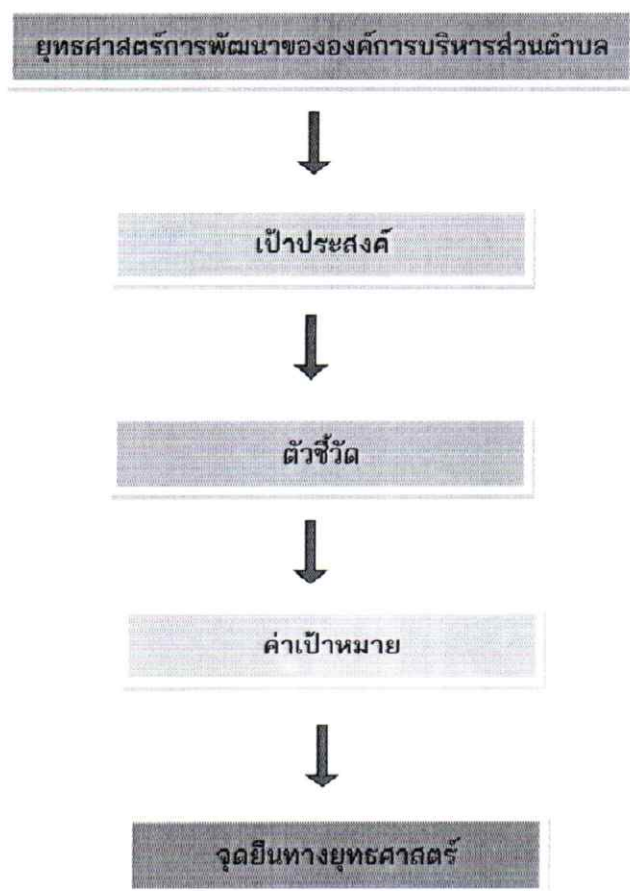 ยุทธศาสตร์การพัฒนาขององค์การบริหารส่วนตำบล
เป้าประสงค์
ตัวชี้วัด
ค่าเป้าหมาย
จุดยืนทางยุทธศาสตร์